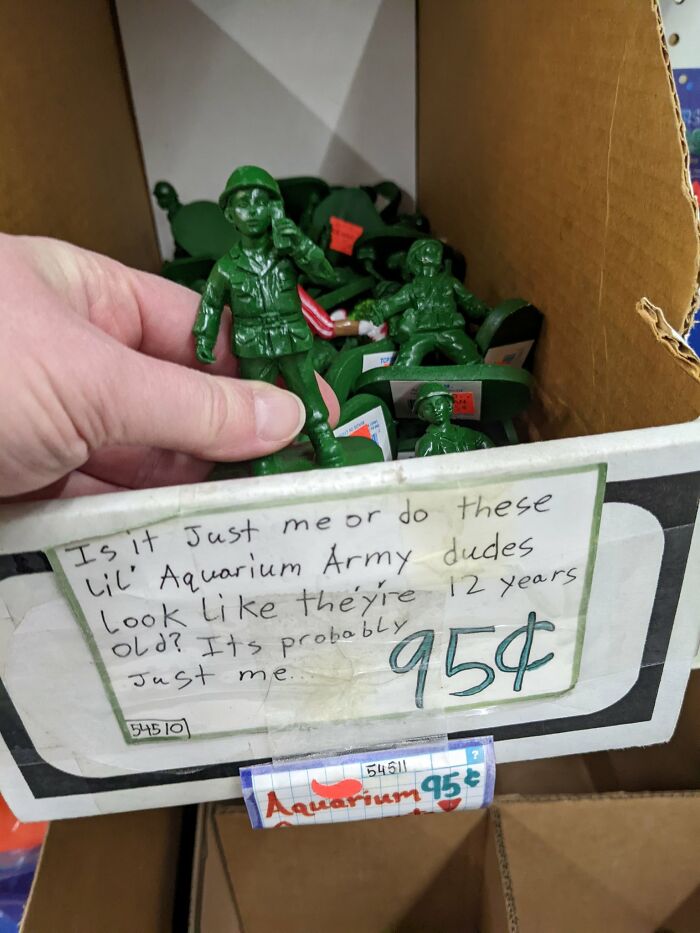 Is it Just me or do these
Lil' Aquarium Army dudes
Look Like they're 12 years
old? Its probably
Just me...
95¢
54510
54511
?
Aquarium 95¢